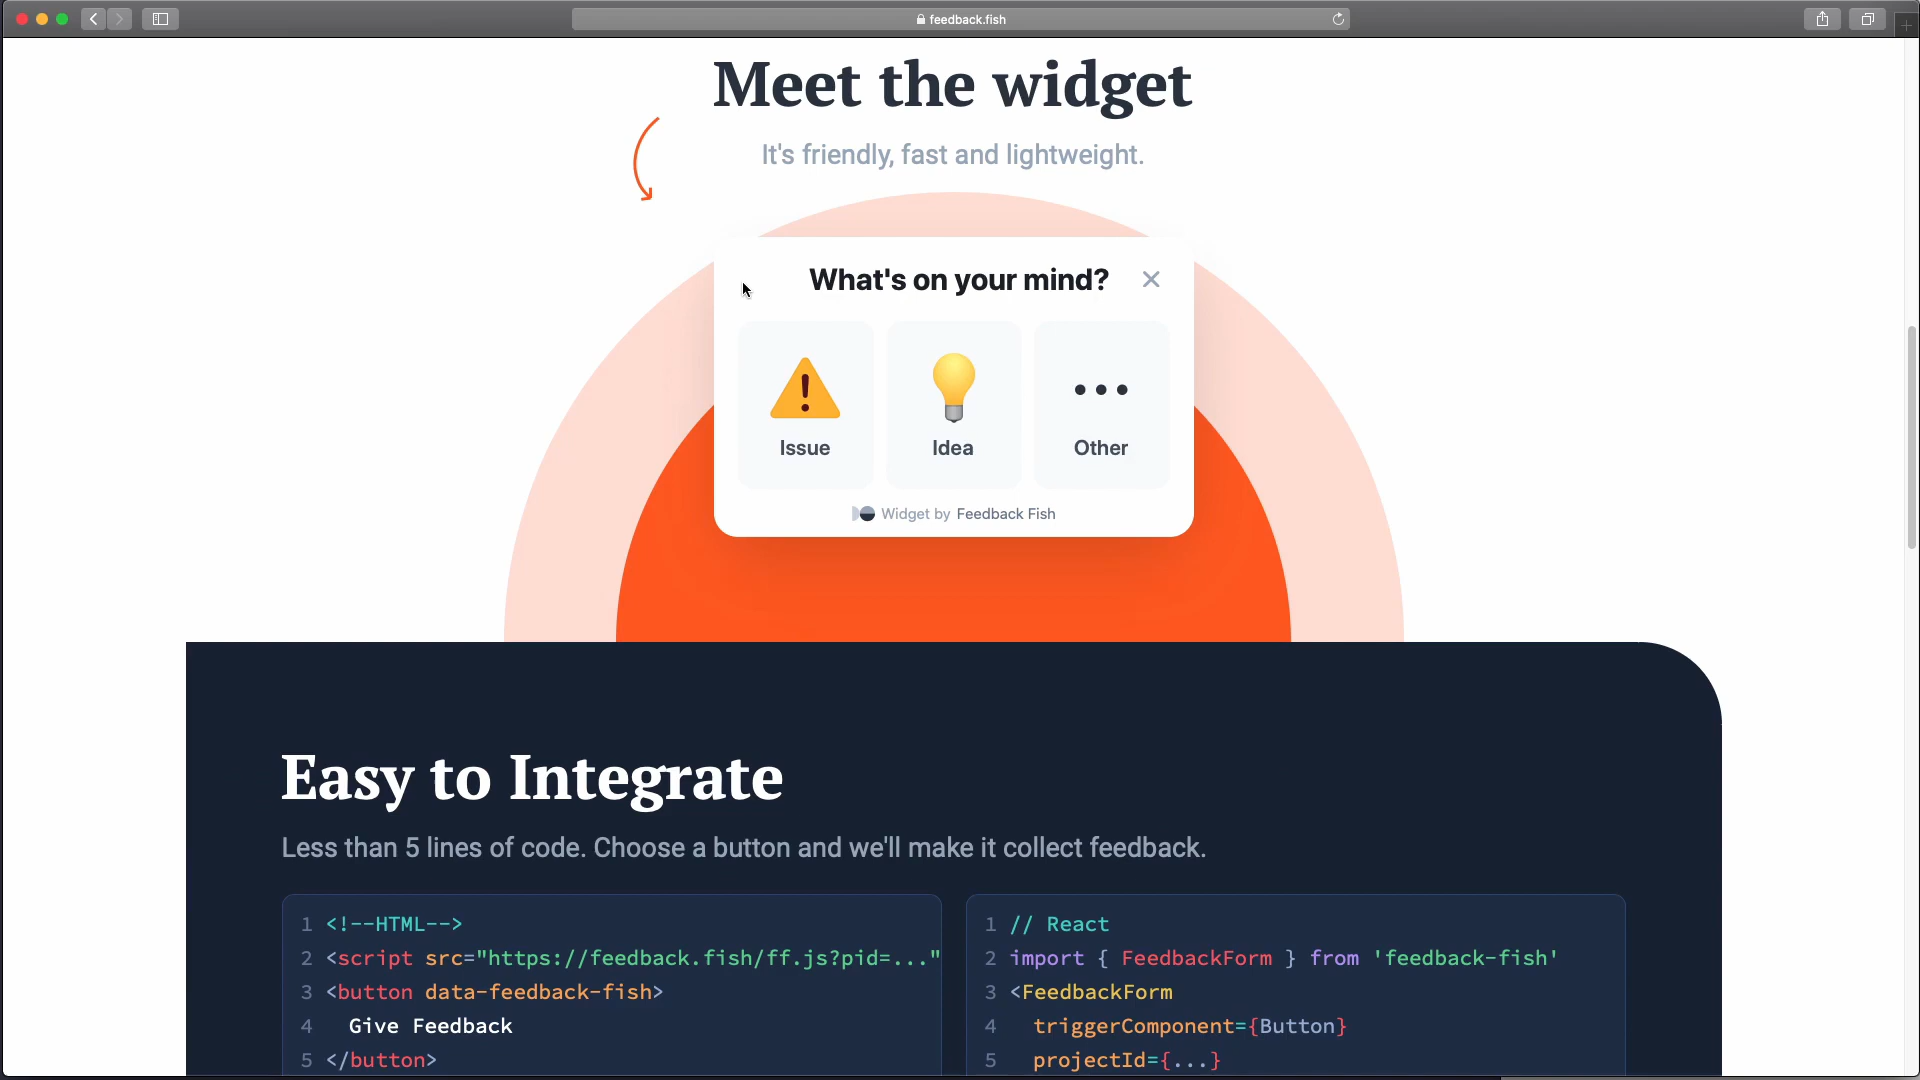 feedback.fish
Meet the widget
It's friendly, fast and lightweight.
What's on your mind?
Issue
Idea
Other
Widget by Feedback Fish
Easy to Integrate
Less than 5 lines of code. Choose a button and we'll make it collect feedback.
1 <!--HTML-->
2 <script src="https://feedback.fish/ff.js?pid=..."
3 <button data-feedback-fish>
4 Give Feedback
5 </button>
1 // React
2 import { FeedbackForm } from 'feedback-fish'
3 <FeedbackForm
4 triggerComponent={Button}
5 projectId={...}